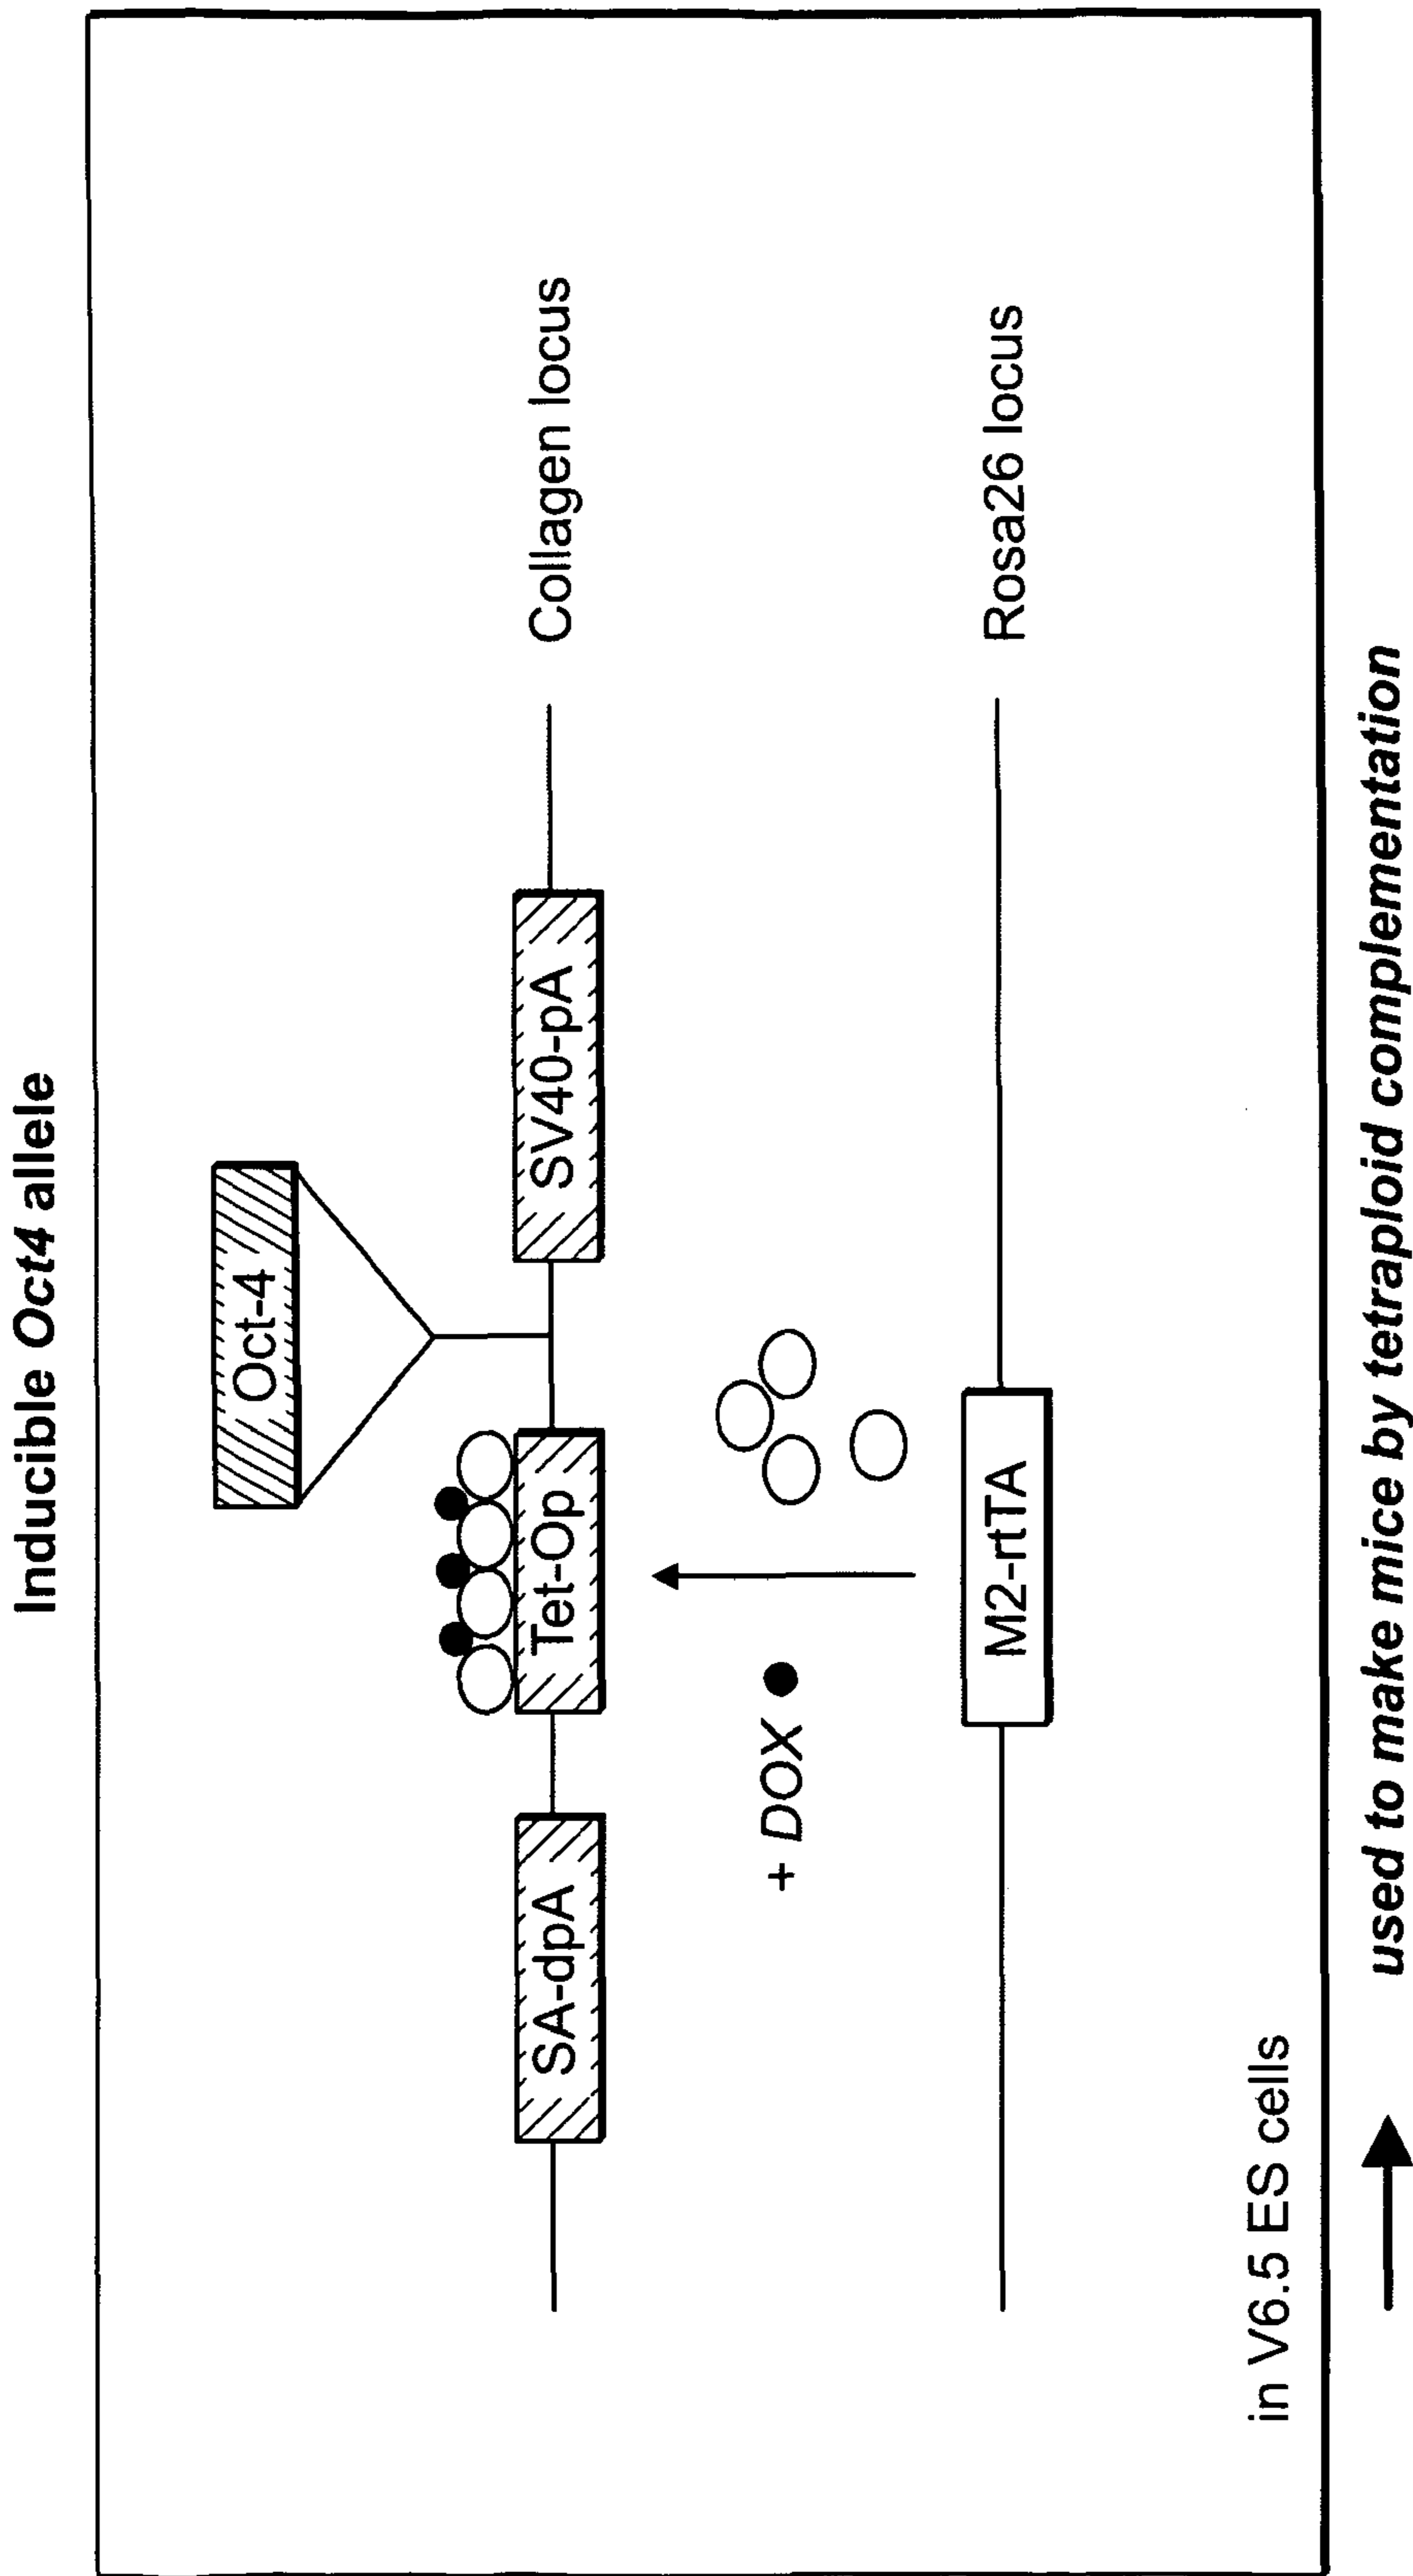 Inducible Oct4 allele
Oct-4
SA-dpA
Tet-Op
SV40-pA
Collagen locus
+ DOX
M2-rtTA
Rosa26 locus
in V6.5 ES cells
used to make mice by tetraploid complementation